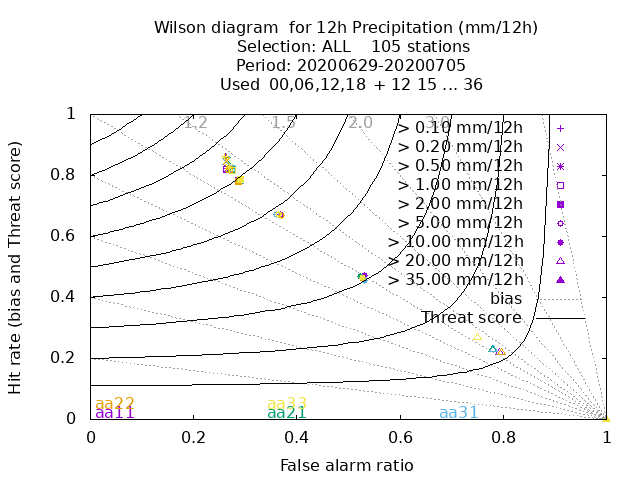 Wilson diagram  for 12h Precipitation (mm/12h)
Selection: ALL    105 stations
Period: 20200629-20200705
Used  00,06,12,18  + 12 15 ... 36
1.2 1.5 2.0 3.0
> 0.10 mm/12h
> 0.20 mm/12h
> 0.50 mm/12h
> 1.00 mm/12h
> 2.00 mm/12h
> 5.00 mm/12h
> 10.00 mm/12h
> 20.00 mm/12h
> 35.00 mm/12h
bias
Threat score
1
0.8
0.6
0.4
0.2
0
Hit rate (bias and Threat score)
aa22 aa33
aa11 aa21 aa31
0 0.2 0.4 0.6 0.8 1
False alarm ratio